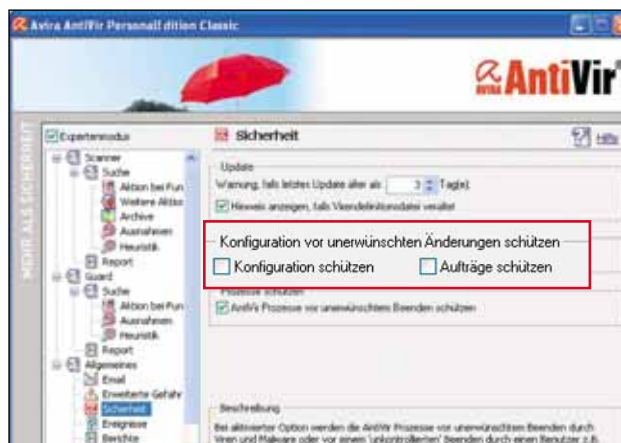 Avira AntiVir PersonalEdition Classic
AVIRA AntiVir
MEHR ALS SICHERHEIT
Expertenmodus
Scanner
Suche
Aktion bei Fun
Weitere Aktio
Archive
Ausnahmen
Heuristik
Report
Guard
Suche
Aktion bei Fun
Ausnahmen
Heuristik
Report
Allgemeines
Email
Erweiterte Gefahr
Sicherheit
Ereignisse
Berichte
Sicherheit
Hilfe
Update
Warnung, falls letztes Update älter als 3 Tag(e)
Hinweis anzeigen, falls Virendefinitionsdatei veraltet
Konfiguration vor unerwünschten Änderungen schützen
Konfiguration schützen Aufträge schützen
Prozesse schützen
AntiVir Prozesse vor unerwünschtem Beenden schützen
Beschreibung
Bei aktivierter Option werden die AntiVir Prozesse vor unerwünschtem Beenden durch
Viren und Malware oder vor einem 'unkontrollierten' Beenden durch einen Benutzer z.B.